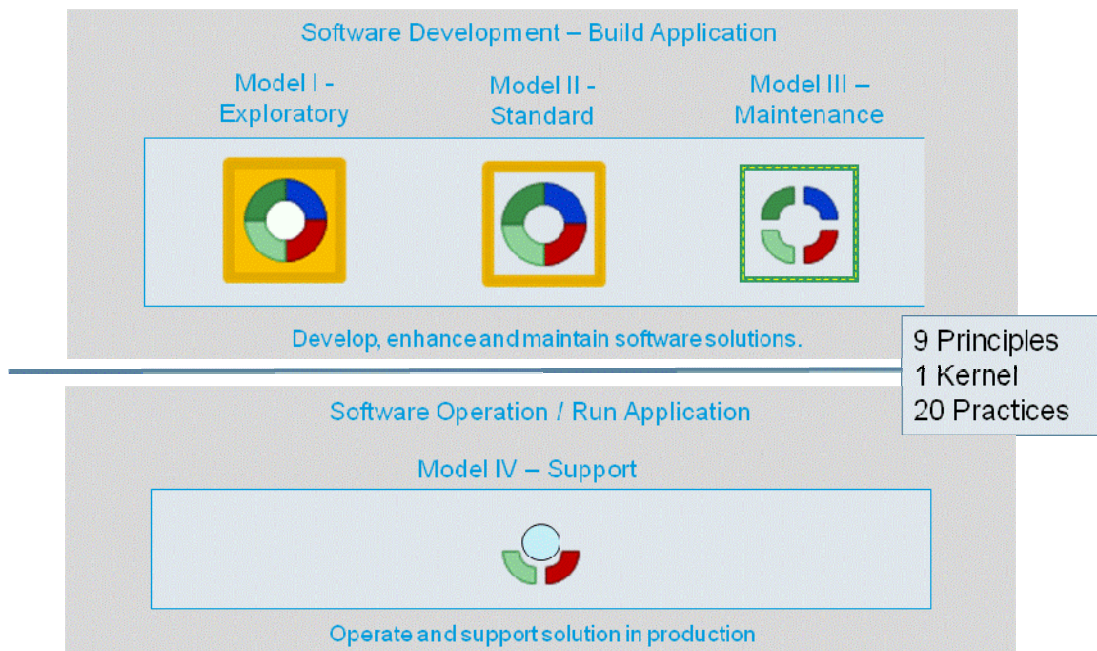 Software Development – Build Application
Model I -
Exploratory
Model II -
Standard
Model III –
Maintenance
Develop, enhance and maintain software solutions.
9 Principles
1 Kernel
20 Practices
Software Operation / Run Application
Model IV – Support
Operate and support solution in production